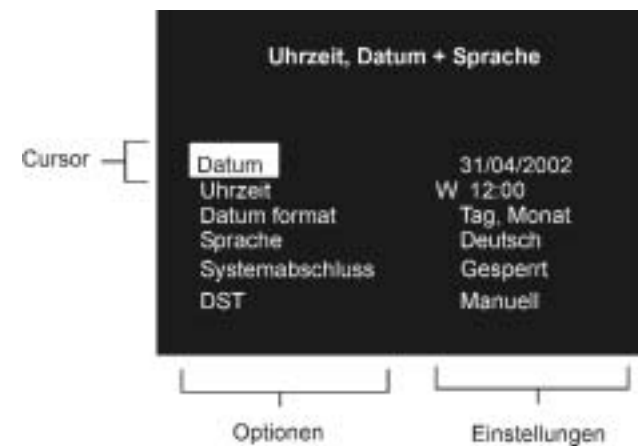 Uhrzeit, Datum + Sprache
Cursor
Datum 31/04/2002
Uhrzeit W 12:00
Datum format Tag, Monat
Sprache Deutsch
Systemabschluss Gesperrt
DST Manuell
Optionen Einstellungen